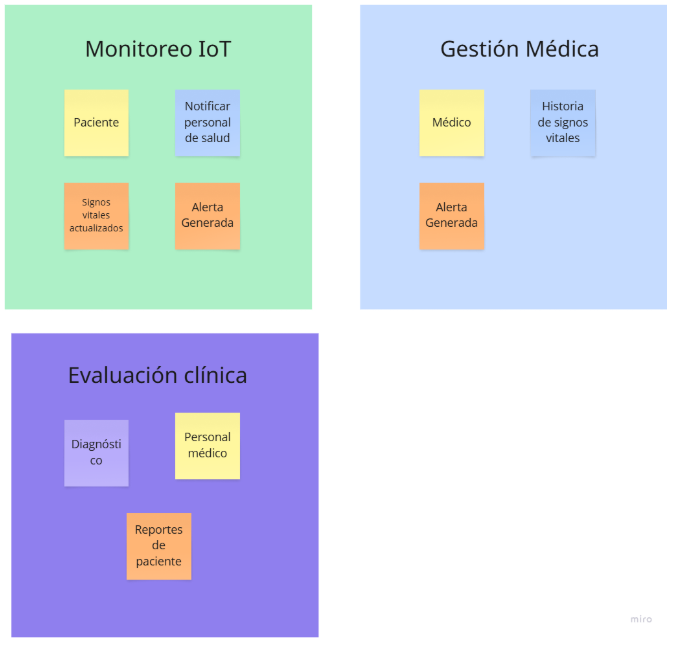 Monitoreo IoT
Paciente
Notificar
personal
de salud
Signos
vitales
actualizados
Alerta
Generada
Gestión Médica
Médico
Historia
de signos
vitales
Alerta
Generada
Evaluación clínica
Diagnósti
co
Personal
médico
Reportes
de
paciente
miro